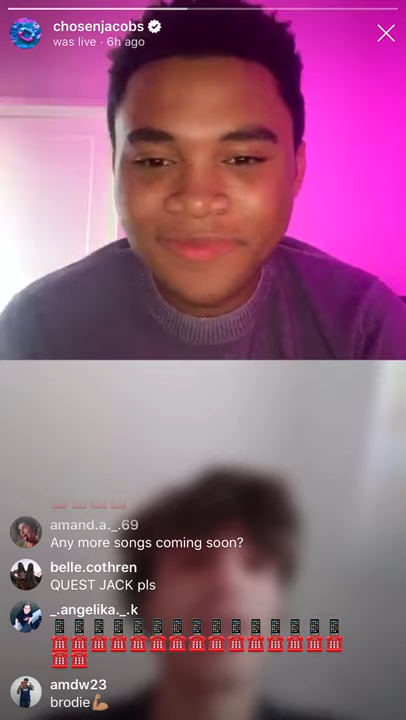 chosenjacobs
was live · 6h ago
amand.a._.69
Any more songs coming soon?
belle.cothren
QUEST JACK pls
_.angelika._.k
📱📱📱📱📱📱📱📱📱📱📱📱📱📱📱
☎️☎️☎️☎️☎️☎️☎️☎️☎️☎️☎️☎️☎️☎️☎️
☎️☎️
amdw23
brodie💪🏽